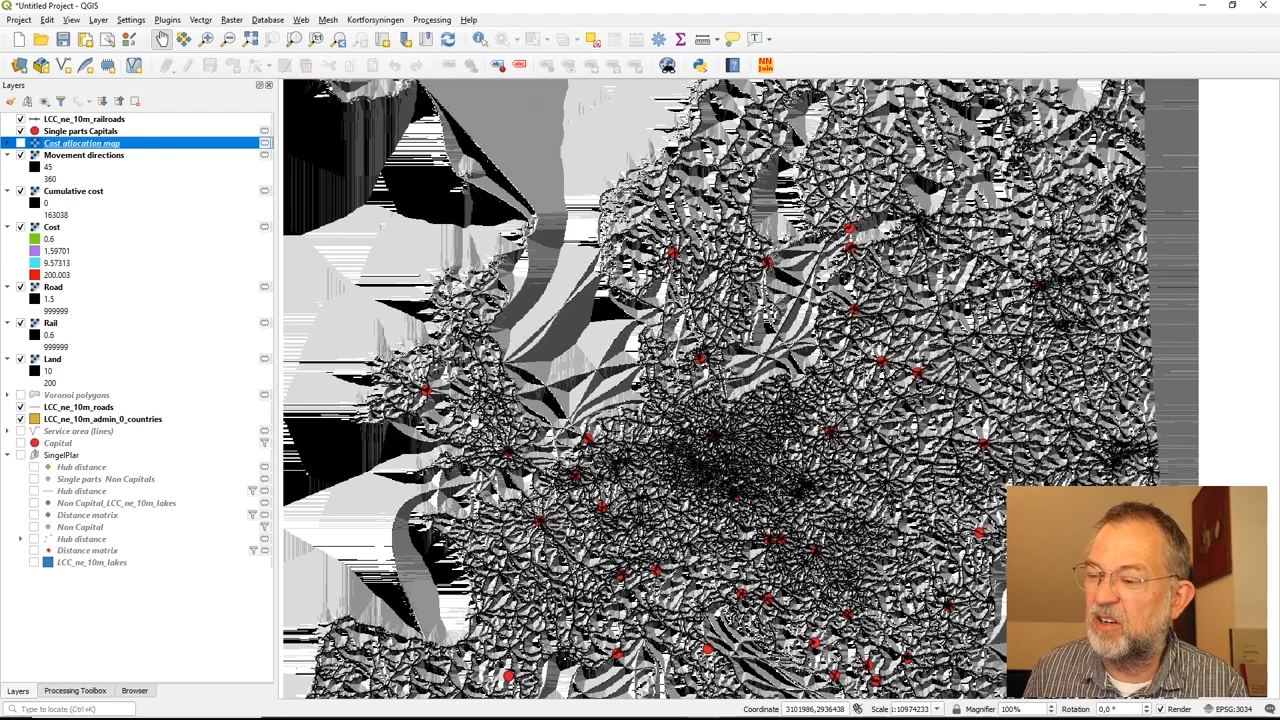 *Untitled Project - QGIS
Project Edit View Layer Settings Plugins Vector Raster Database Web Mesh Kortforsyningen Processing Help
Layers
LCC_ne_10m_railroads
Single parts Capitals
Cost allocation map
Movement directions
45
360
Cumulative cost
0
163038
Cost
0.6
1.59701
9.57313
200.003
Road
1.5
999999
Rail
0.6
999999
Land
10
200
Voronoi polygons
LCC_ne_10m_roads
LCC_ne_10m_admin_0_countries
Service area (lines)
Capital
SingelPlar
Hub distance
Single parts Non Capitals
Hub distance
Non Capital_LCC_ne_10m_lakes
Distance matrix
Non Capital
Hub distance
Distance matrix
LCC_ne_10m_lakes
Layers Processing Toolbox Browser
Type to locate (Ctrl+K)
Coordinate 3101986,2936438 Scale 1:10974233 Magnifier 100% Rotation 0,0 ° Render EPSG:3034